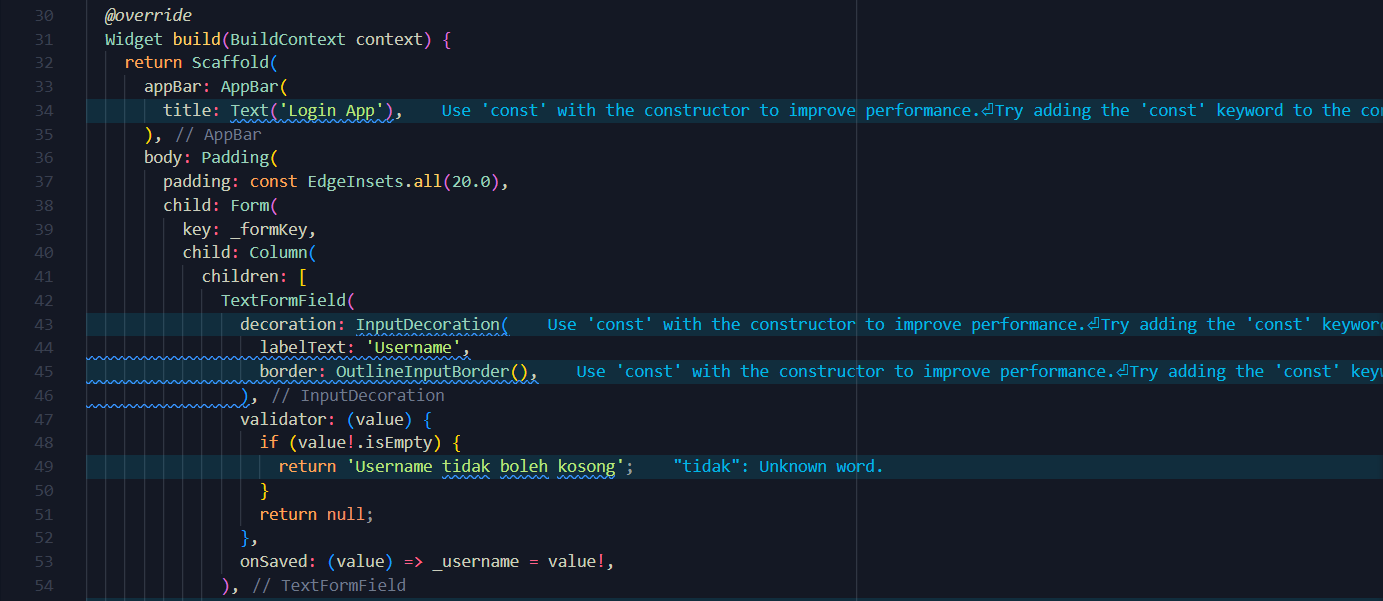 30 @override
31 Widget build(BuildContext context) {
32 return Scaffold(
33 appBar: AppBar(
34 title: Text('Login App'), Use 'const' with the constructor to improve performance.⏎Try adding the 'const' keyword to the
35 ), // AppBar
36 body: Padding(
37 padding: const EdgeInsets.all(20.0),
38 child: Form(
39 key: _formKey,
40 child: Column(
41 children: [
42 TextFormField(
43 decoration: InputDecoration( Use 'const' with the constructor to improve performance.⏎Try adding the 'const'
44 labelText: 'Username',
45 border: OutlineInputBorder(), Use 'const' with the constructor to improve performance.⏎Try adding the 'const'
46 ), // InputDecoration
47 validator: (value) {
48 if (value!.isEmpty) {
49 return 'Username tidak boleh kosong'; "tidak": Unknown word.
50 }
51 return null;
52 },
53 onSaved: (value) => _username = value!,
54 ), // TextFormField